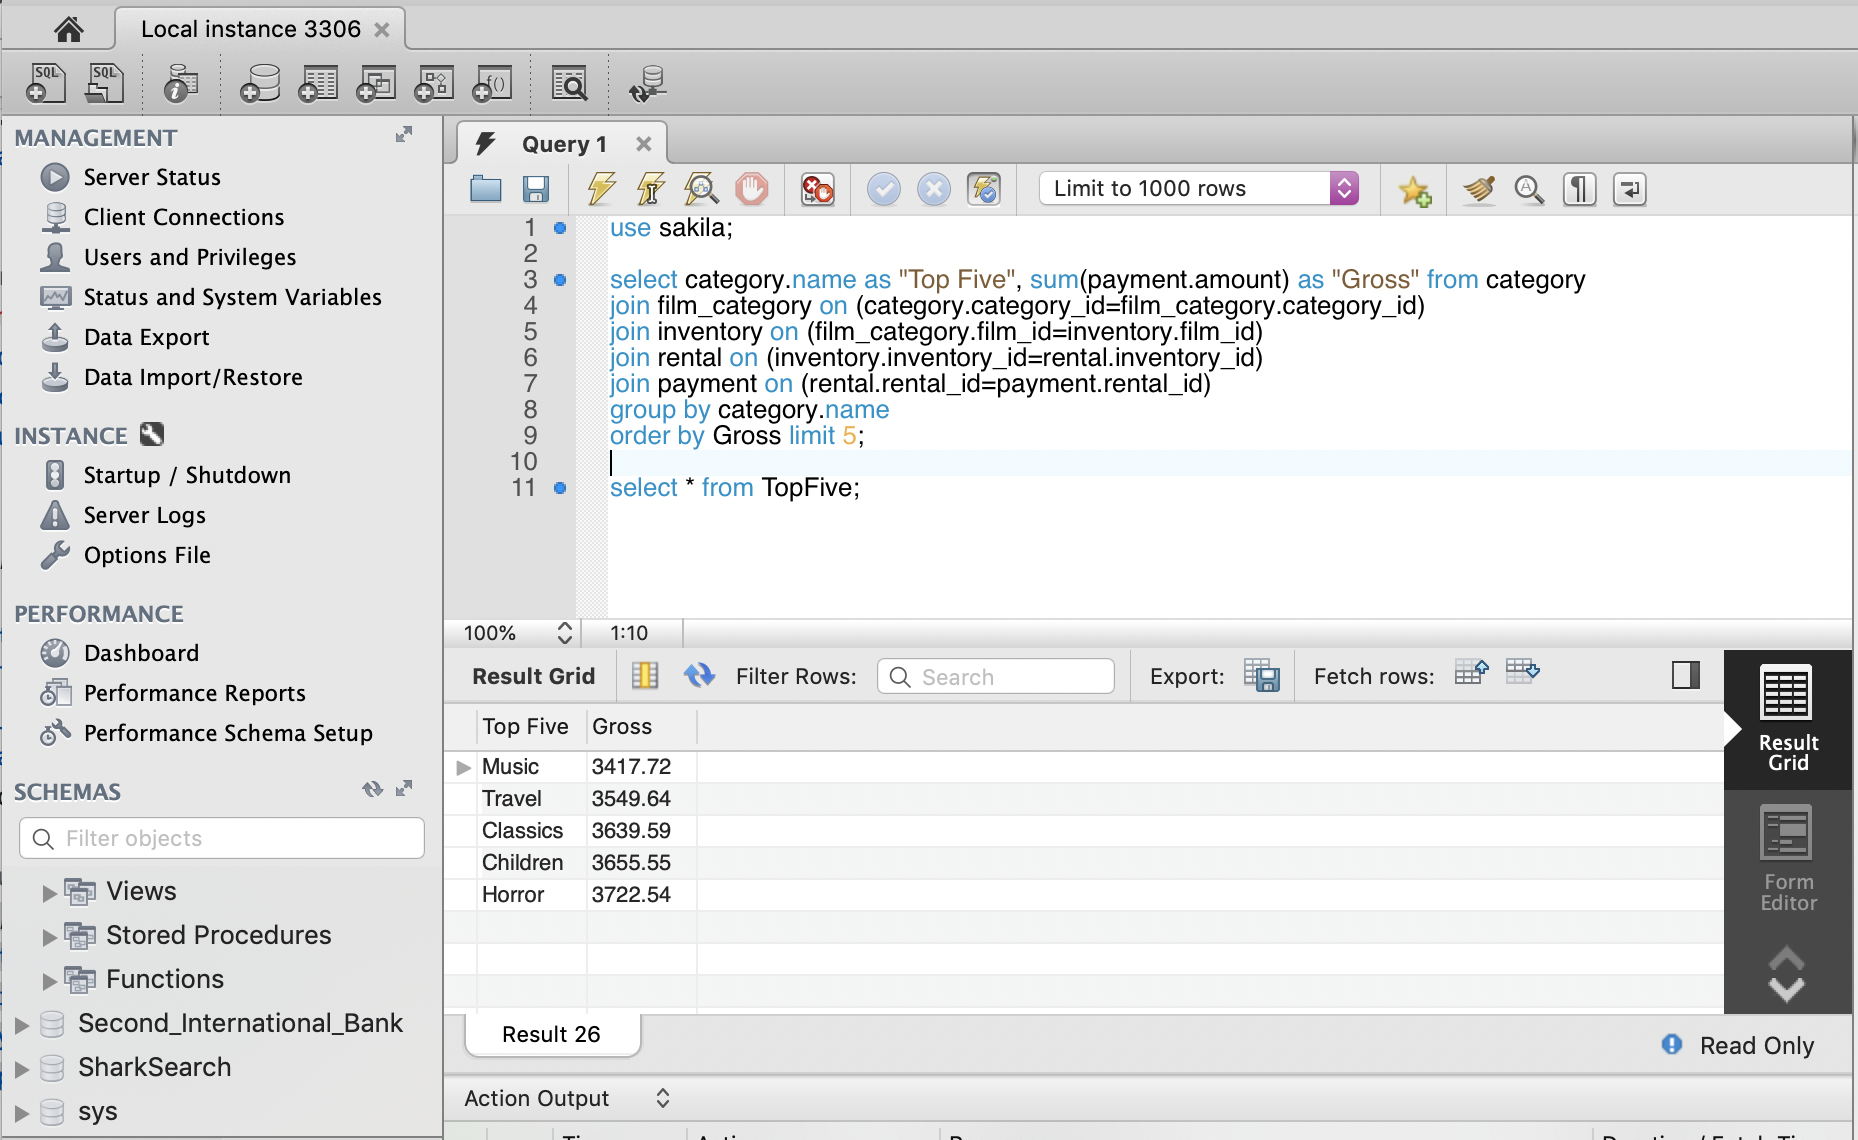 Local instance 3306
SQL
SQL
f()
MANAGEMENT
Server Status
Client Connections
Users and Privileges
Status and System Variables
Data Export
Data Import/Restore
INSTANCE
Startup / Shutdown
Server Logs
Options File
PERFORMANCE
Dashboard
Performance Reports
Performance Schema Setup
SCHEMAS
Filter objects
Views
Stored Procedures
Functions
Second_International_Bank
SharkSearch
sys
Query 1
Limit to 1000 rows
1 use sakila;
2
3 select category.name as "Top Five", sum(payment.amount) as "Gross" from category
4 join film_category on (category.category_id=film_category.category_id)
5 join inventory on (film_category.film_id=inventory.film_id)
6 join rental on (inventory.inventory_id=rental.inventory_id)
7 join payment on (rental.rental_id=payment.rental_id)
8 group by category.name
9 order by Gross limit 5;
10
11 select * from TopFive;
100% 1:10
Result Grid Filter Rows: Search Export: Fetch rows:
Top Five Gross
Music 3417.72
Travel 3549.64
Classics 3639.59
Children 3655.55
Horror 3722.54
Result
Grid
Form
Editor
Result 26
Read Only
Action Output